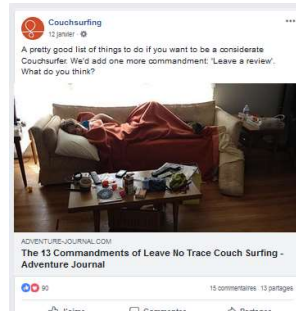 Couchsurfing
12 janvier
A pretty good list of things to do if you want to be a considerate
Couchsurfer. We'd add one more commandment: 'Leave a review'.
What do you think?
ADVENTURE-JOURNAL.COM
The 13 Commandments of Leave No Trace Couch Surfing -
Adventure Journal
90
15 commentaires 13 partages
J'aime Commenter Partager